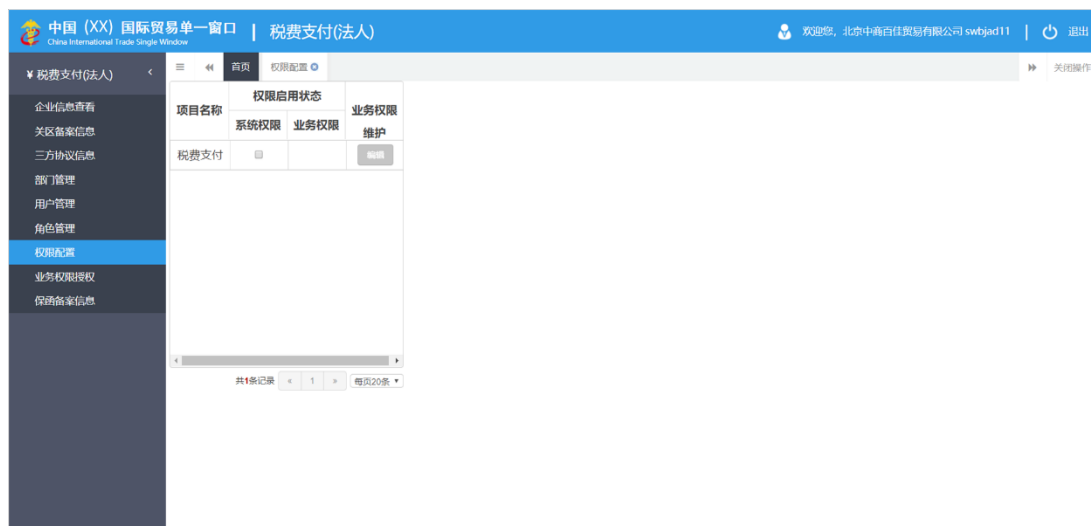 中国（XX）国际贸易单一窗口 | 税费支付(法人)
China International Trade Single Window
欢迎您，北京中商百佳贸易有限公司 swbjad11 | 退出
¥ 税费支付(法人)
首页 权限配置 关闭操作
企业信息查看
关区备案信息
三方协议信息
部门管理
用户管理
角色管理
权限配置
业务权限授权
保函备案信息
项目名称 权限启用状态 业务权限维护
系统权限 业务权限
税费支付 编辑
共1条记录 « 1 » 每页20条